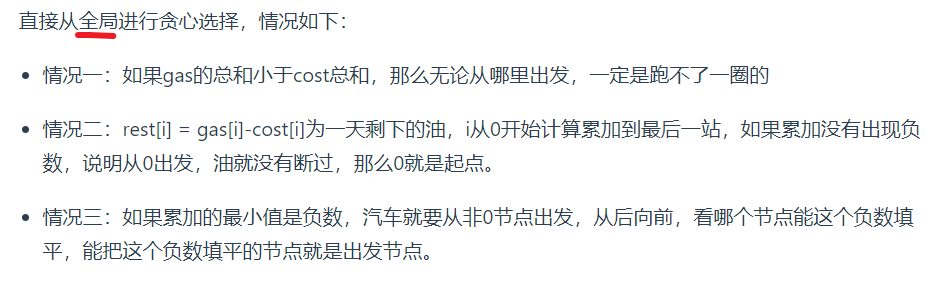 直接从全局进行贪心选择，情况如下：
情况一：如果gas的总和小于cost总和，那么无论从哪里出发，一定是跑不了一圈的
情况二：rest[i] = gas[i]-cost[i]为一天剩下的油，i从0开始计算累加到最后一站，如果累加没有出现负
数，说明从0出发，油就没有断过，那么0就是起点。
情况三：如果累加的最小值是负数，汽车就要从非0节点出发，从后向前，看哪个节点能这个负数填
平，能把这个负数填平的节点就是出发节点。